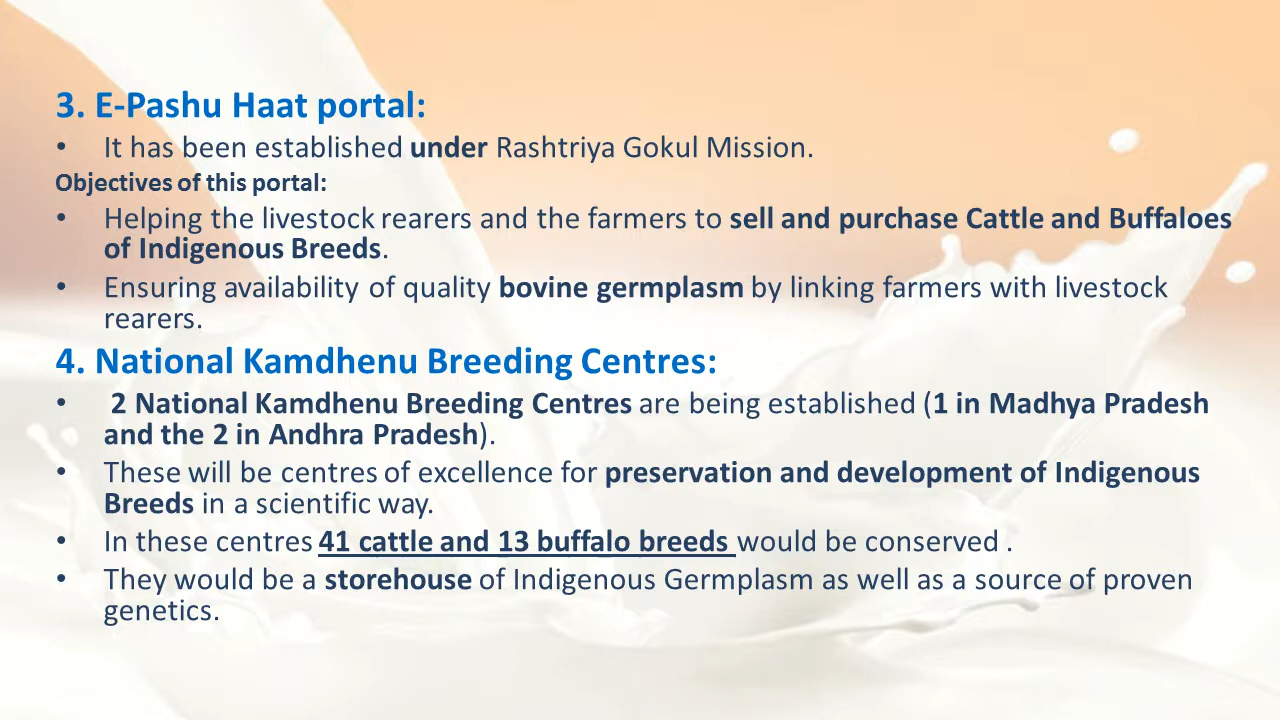 3. E-Pashu Haat portal:
• It has been established under Rashtriya Gokul Mission.
Objectives of this portal:
• Helping the livestock rearers and the farmers to sell and purchase Cattle and Buffaloes
of Indigenous Breeds.
• Ensuring availability of quality bovine germplasm by linking farmers with livestock
rearers.
4. National Kamdhenu Breeding Centres:
• 2 National Kamdhenu Breeding Centres are being established (1 in Madhya Pradesh
and the 2 in Andhra Pradesh).
• These will be centres of excellence for preservation and development of Indigenous
Breeds in a scientific way.
• In these centres 41 cattle and 13 buffalo breeds would be conserved .
• They would be a storehouse of Indigenous Germplasm as well as a source of proven
genetics.